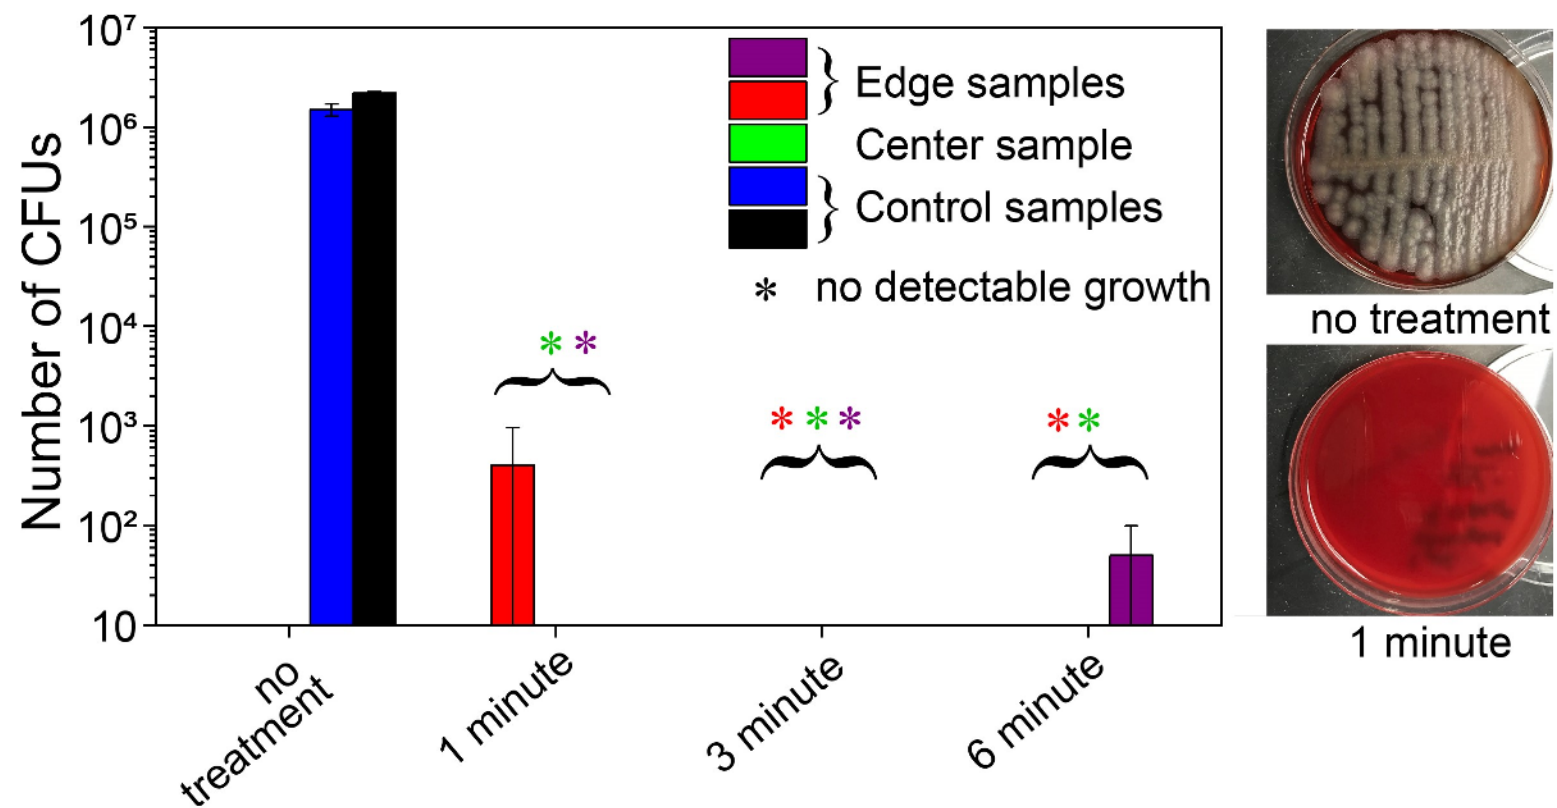 Number of CFUs
10⁷
10⁶
10⁵
10⁴
10³
10²
10
Edge samples
Center sample
Control samples
* no detectable growth
* *
* * *
* *
no
treatment
1 minute
3 minute
6 minute
no treatment
1 minute